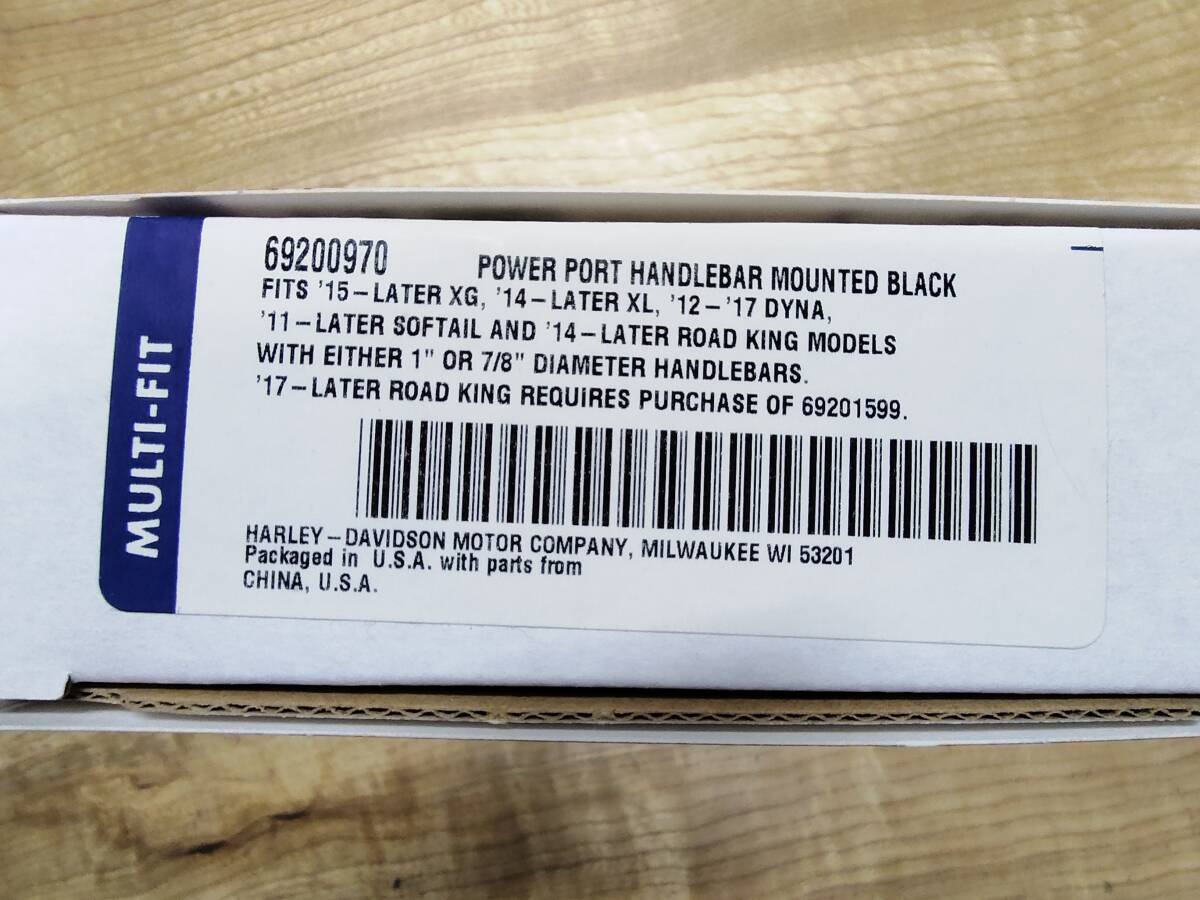 MULTI-FIT
69200970 POWER PORT HANDLEBAR MOUNTED BLACK
FITS '15-LATER XG, '14-LATER XL, '12-'17 DYNA,
'11-LATER SOFTAIL AND '14-LATER ROAD KING MODELS
WITH EITHER 1" OR 7/8" DIAMETER HANDLEBARS.
'17-LATER ROAD KING REQUIRES PURCHASE OF 69201599.
HARLEY-DAVIDSON MOTOR COMPANY, MILWAUKEE WI 53201
Packaged in U.S.A. with parts from
CHINA, U.S.A.